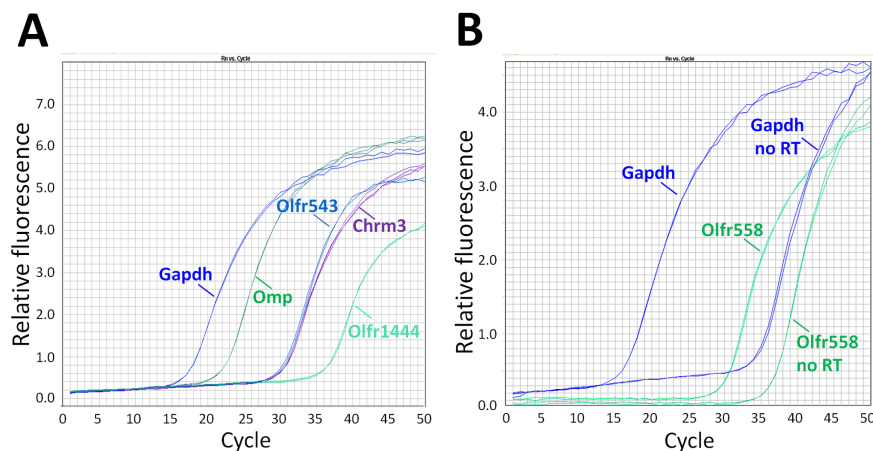 A
Rn vs. Cycle
Relative fluorescence
7.0
6.0
5.0
4.0
3.0
2.0
1.0
0.0
Gapdh
Omp
Olfr543
Chrm3
Olfr1444
0 5 10 15 20 25 30 35 40 45 50
Cycle
B
Rn vs. Cycle
Relative fluorescence
4.0
3.0
2.0
1.0
0.0
Gapdh
Gapdh
no RT
Olfr558
Olfr558
no RT
0 5 10 15 20 25 30 35 40 45 50
Cycle